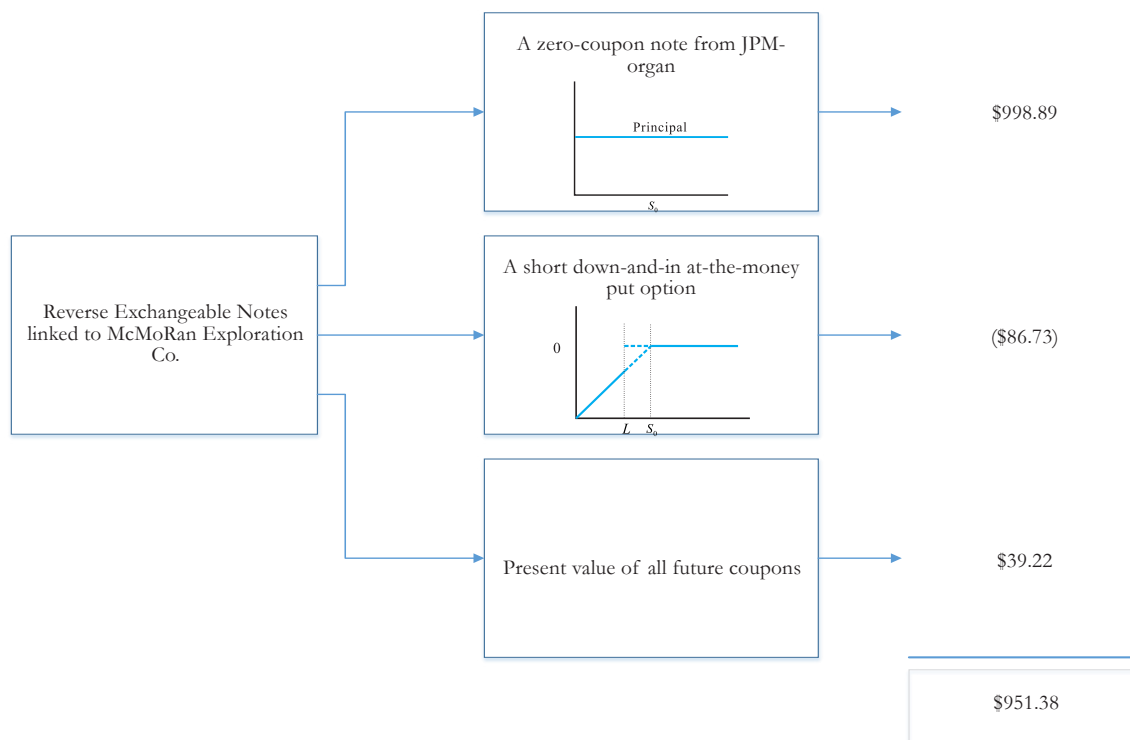 A zero-coupon note from JPM-
organ
Principal
S₀
$998.89
Reverse Exchangeable Notes
linked to McMoRan Exploration
Co.
A short down-and-in at-the-money
put option
0
L
S₀
($86.73)
Present value of all future coupons
$39.22
$951.38